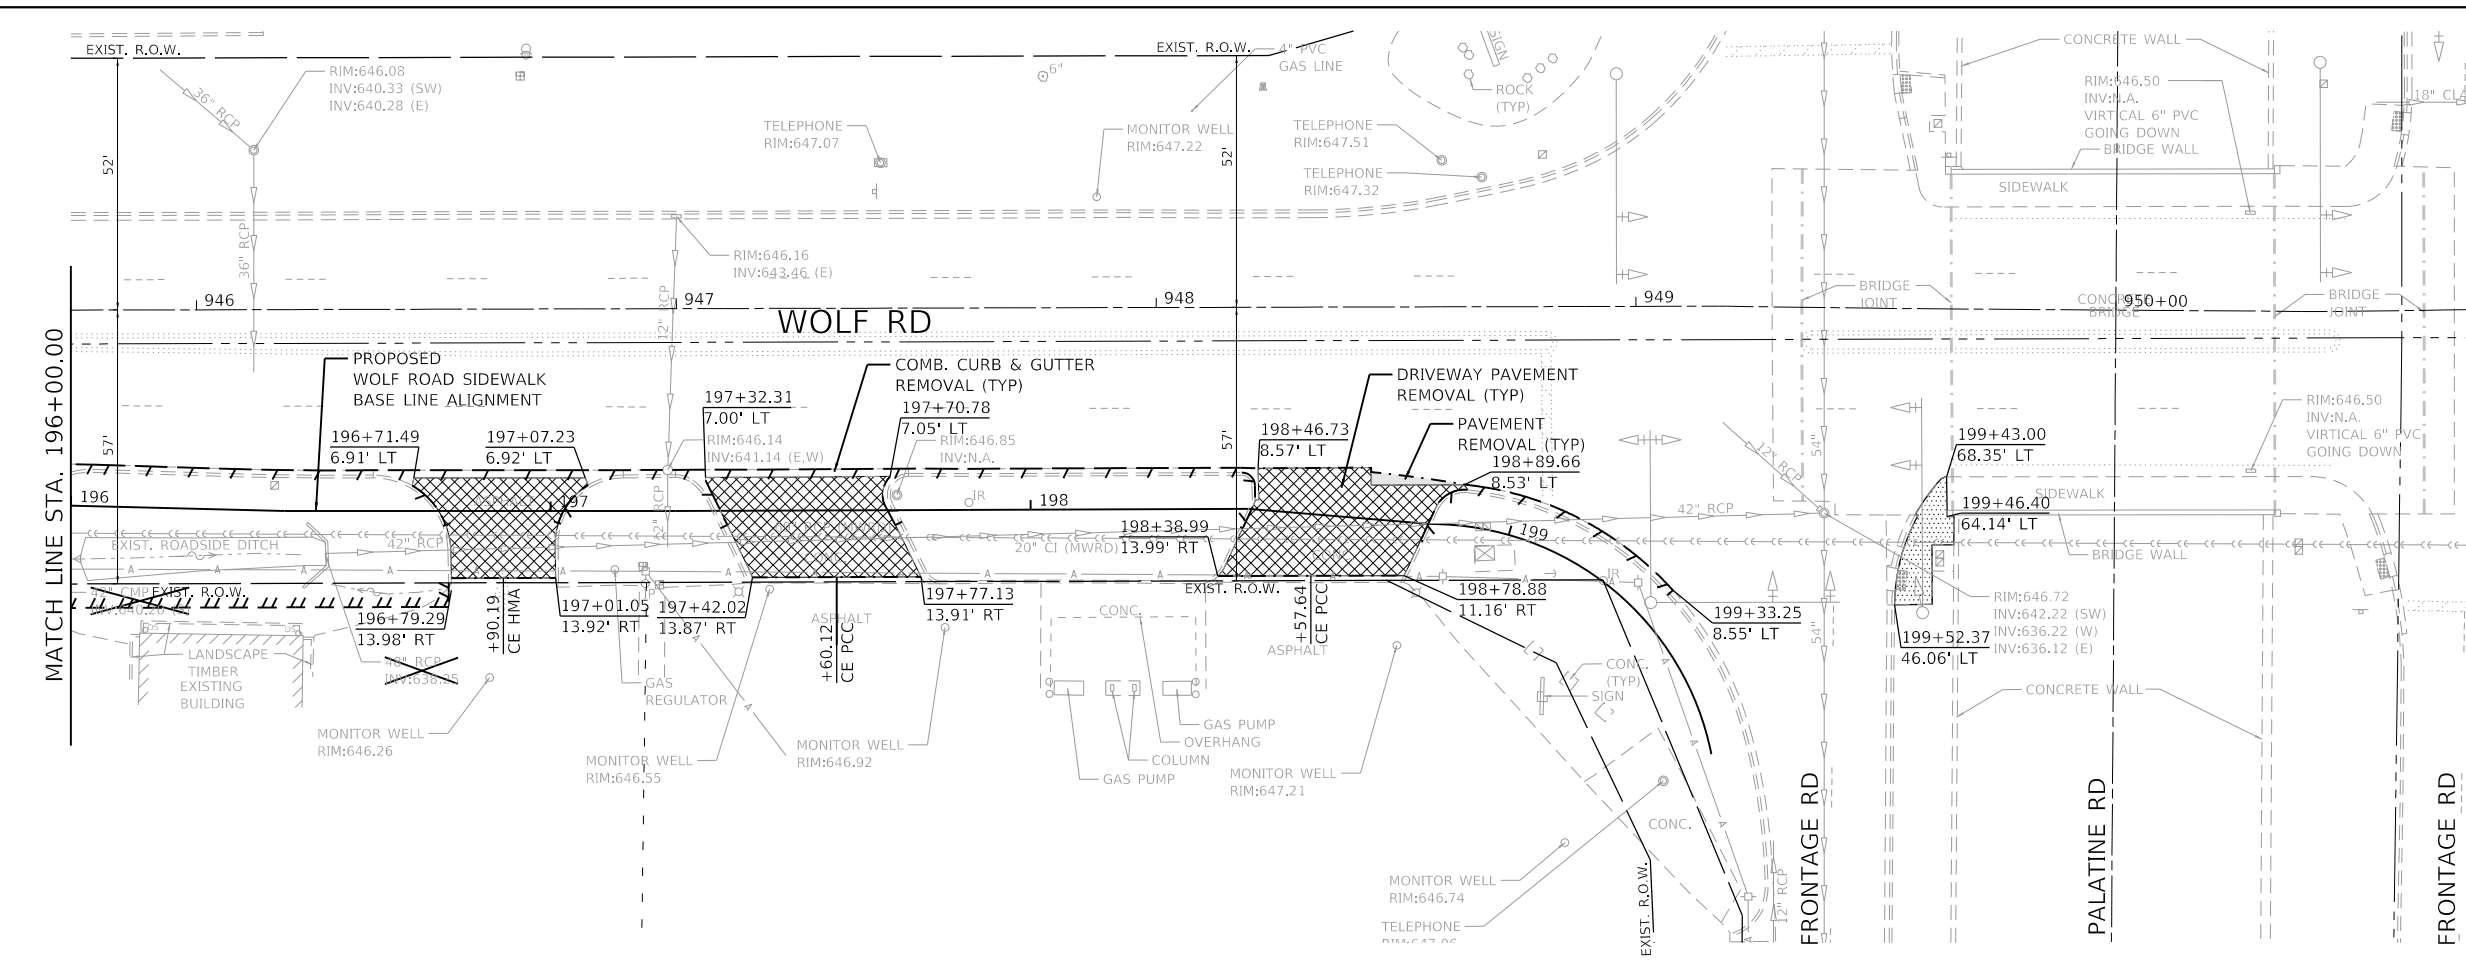 EXIST. R.O.W.
EXIST. R.O.W.
4" PVC
GAS LINE
SIGN
CONCRETE WALL
RIM:646.08
INV:640.33 (SW)
INV:640.28 (E)
36" RCP
6"
ROCK
(TYP)
RIM:646.50
INV:N.A.
VIRTICAL 6" PVC
GOING DOWN
BRIDGE WALL
TELEPHONE
RIM:647.07
MONITOR WELL
RIM:647.22
TELEPHONE
RIM:647.51
TELEPHONE
RIM:647.32
52'
52'
SIDEWALK
36" RCP
RIM:646.16
INV:643.46 (E)
12" RCP
946
947
948
949
950+00
BRIDGE
JOINT
CONCRETE
BRIDGE
BRIDGE
JOINT
WOLF RD
MATCH LINE STA. 196+00.00
PROPOSED
WOLF ROAD SIDEWALK
BASE LINE ALIGNMENT
COMB. CURB & GUTTER
REMOVAL (TYP)
DRIVEWAY PAVEMENT
REMOVAL (TYP)
PAVEMENT
REMOVAL (TYP)
57'
57'
196+71.49
6.91' LT
197+07.23
6.92' LT
197+32.31
7.00' LT
197+70.78
7.05' LT
RIM:646.14
INV:641.14 (E,W)
RIM:646.85
INV:N.A.
198+46.73
8.57' LT
198+89.66
8.53' LT
54"
12" RCP
199+43.00
68.35' LT
199+46.40
64.14' LT
RIM:646.50
INV:N.A.
VIRTICAL 6" PVC
GOING DOWN
SIDEWALK
BRIDGE WALL
196
197
198
199
ASPHALT
12" RCP
IR
42" RCP
EXIST. ROADSIDE DITCH
42" RCP
20" CI (MWRD)
198+38.99
13.99' RT
EXIST. R.O.W.
EXIST. R.O.W.
IR
196+79.29
13.98' RT
+90.19
CE HMA
197+01.05
13.92' RT
197+42.02
13.87' RT
+60.12
CE PCC
ASPHALT
197+77.13
13.91' RT
CONC.
+57.64
CE PCC
ASPHALT
198+78.88
11.16' RT
199+33.25
8.55' LT
54"
199+52.37
46.06' LT
RIM:646.72
INV:642.22 (SW)
INV:636.22 (W)
INV:636.12 (E)
LANDSCAPE
TIMBER
EXISTING
BUILDING
48" RCP
INV:638.25
GAS
REGULATOR
CONC.
(TYP)
SIGN
CONCRETE WALL
MONITOR WELL
RIM:646.26
MONITOR WELL
RIM:646.55
MONITOR WELL
RIM:646.92
GAS PUMP
OVERHANG
COLUMN
GAS PUMP
MONITOR WELL
RIM:647.21
CONC.
MONITOR WELL
RIM:646.74
TELEPHONE
EXIST. R.O.W.
12" RCP
FRONTAGE RD
PALATINE RD
FRONTAGE RD